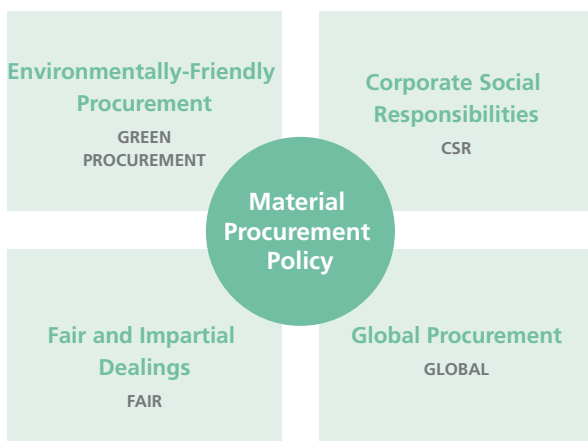 Environmentally-Friendly
Procurement
GREEN
PROCUREMENT
Corporate Social
Responsibilities
CSR
Material
Procurement
Policy
Fair and Impartial
Dealings
FAIR
Global Procurement
GLOBAL